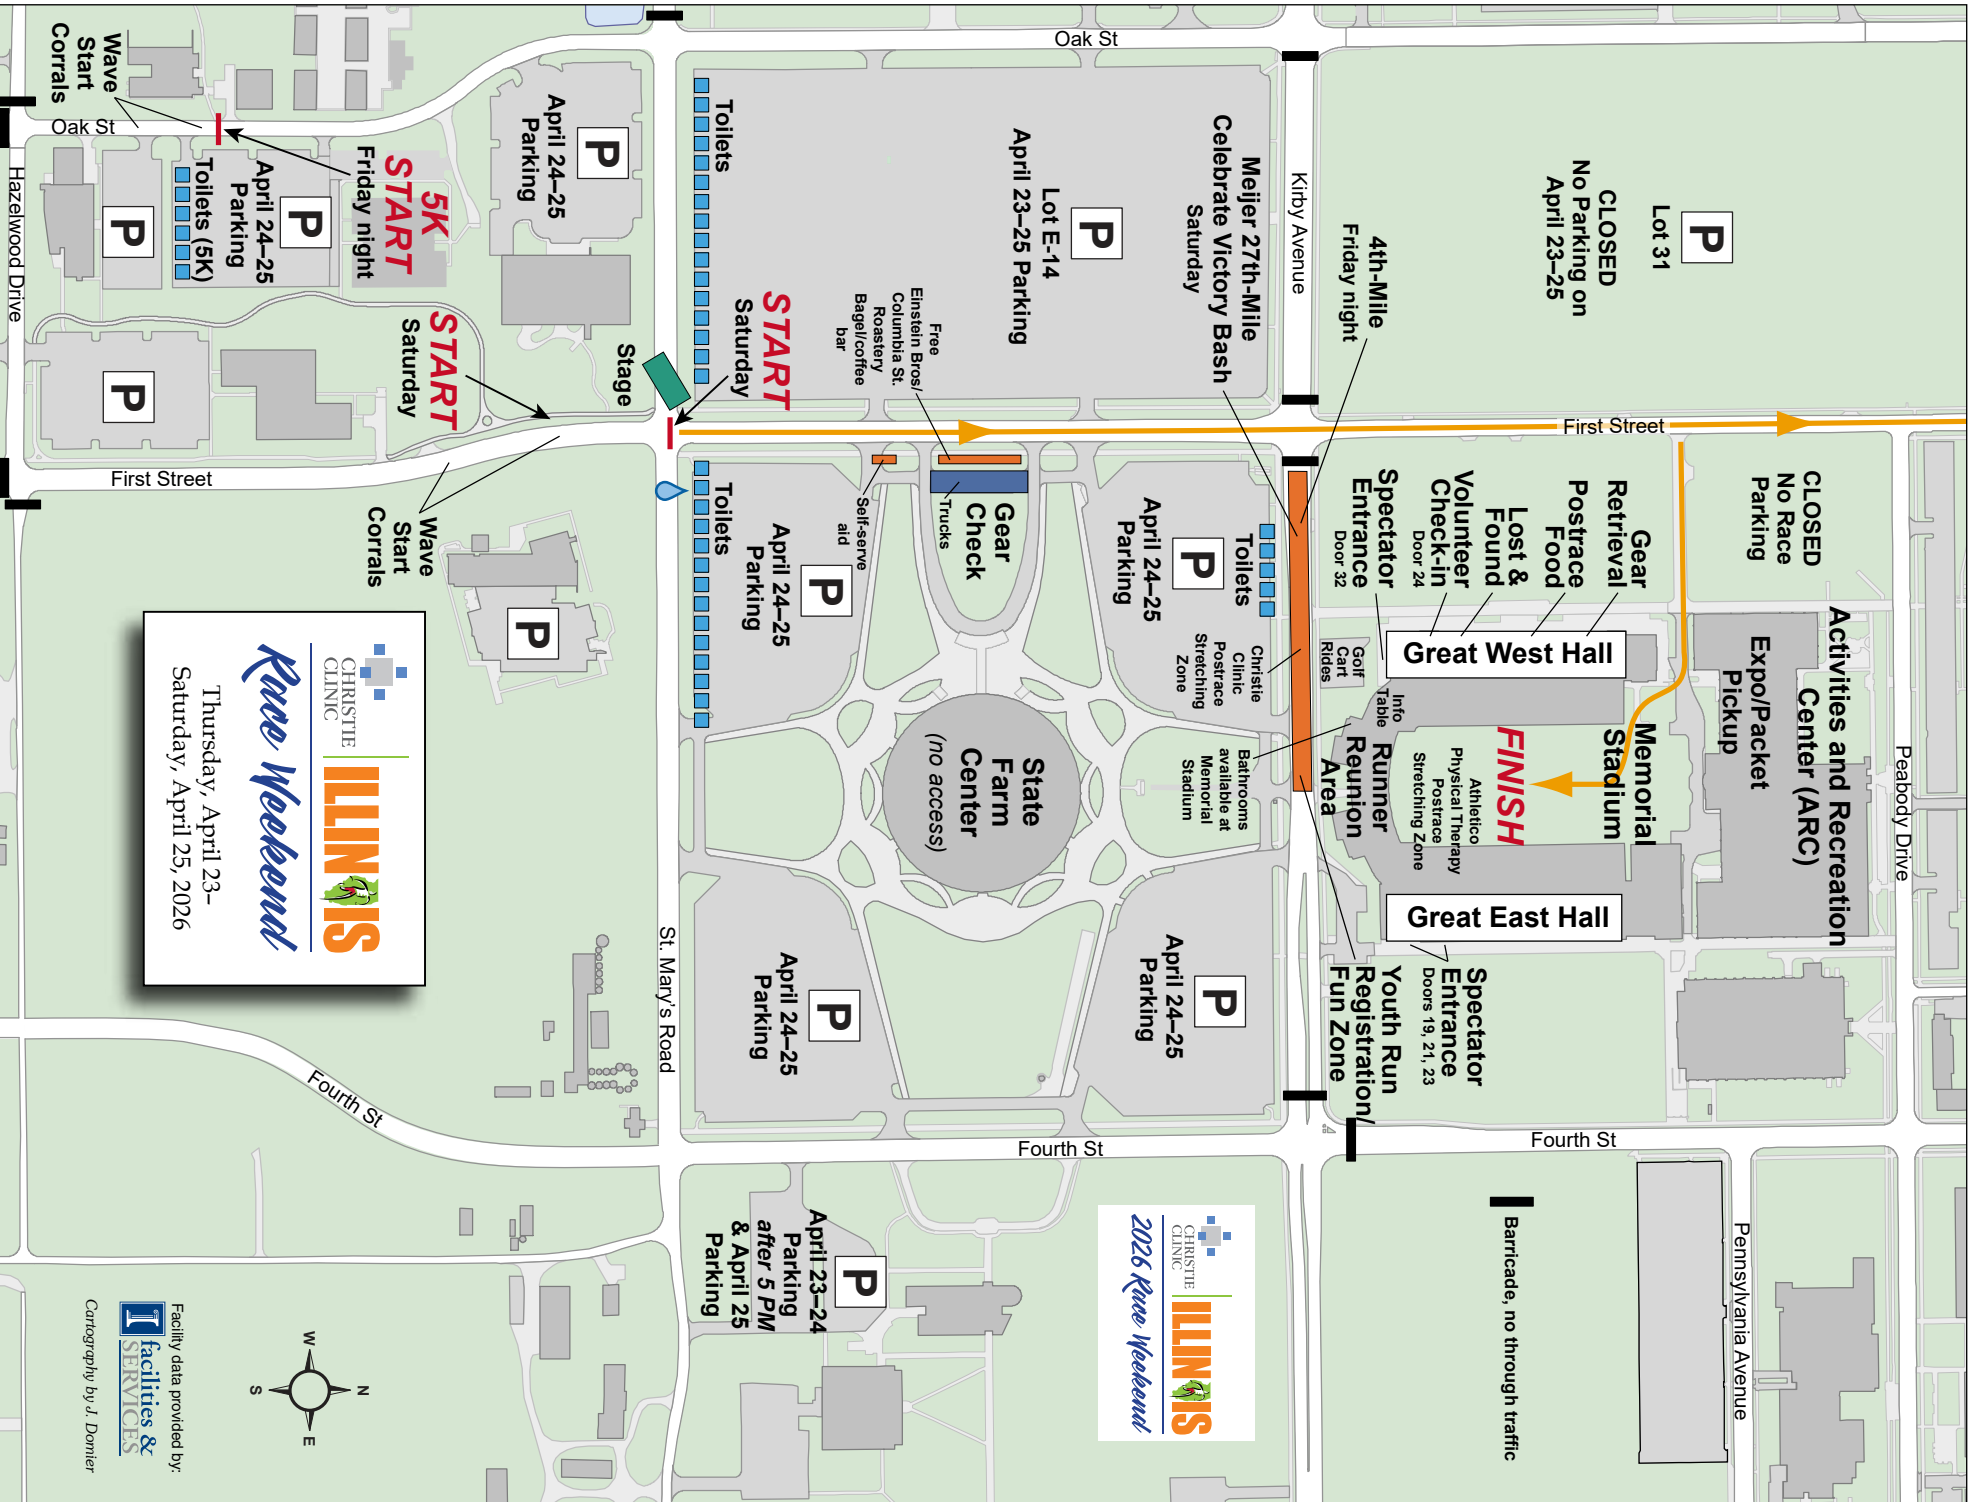 Oak St
Oak St
Wave
Start
Corrals
Hazelwood Drive
5K
START
Friday night
P
April 24–25
Parking
Toilets (5K)
P
P
April 24–25
Parking
P
START
Saturday
Stage
First Street
Wave
Start
Corrals
P
Toilets
START
Saturday
P
Lot E-14
April 23–25 Parking
Meijer 27th-Mile
Celebrate Victory Bash
Saturday
Free
Einstein Bros/
Columbia St.
Roastery
Bagel/coffee
bar
Kirby Avenue
4th-Mile
Friday night
P
Lot 31
CLOSED
No Parking on
April 23–25
First Street
Toilets
P
April 24–25
Parking
Self-serve
aid
Trucks
Gear
Check
P
April 24–25
Parking
Toilets
Christie
Clinic
Postrace
Stretching
Zone
Bathrooms
available at
Memorial
Stadium
State
Farm
Center
(no access)
CLOSED
No Race
Parking
Gear
Retrieval
Postrace
Food
Lost &
Found
Volunteer
Check-in
Door 24
Spectator
Entrance
Door 32
Great West Hall
Golf
Cart
Rides
Info
Table
Runner
Reunion
Area
FINISH
Memorial
Stadium
Athletico
Physical Therapy
Postrace
Stretching Zone
Great East Hall
Activities and Recreation
Center (ARC)
Expo/Packet
Pickup
Peabody Drive
Spectator
Entrance
Doors 19, 21, 23
Youth Run
Registration/
Fun Zone
P
April 24–25
Parking
P
April 24–25
Parking
St. Mary's Road
Fourth St
Fourth St
Fourth St
Pennsylvania Avenue
P
April 23–24
Parking
after 5 PM
& April 25
Parking
Barricade, no through traffic
CHRISTIE
CLINIC
ILLINOIS
Race Weekend
Thursday, April 23-
Saturday, April 25, 2026
CHRISTIE
CLINIC
ILLINOIS
2026 Race Weekend
N
W
E
S
Facility data provided by:
I
facilities &
SERVICES
Cartography by J. Domier